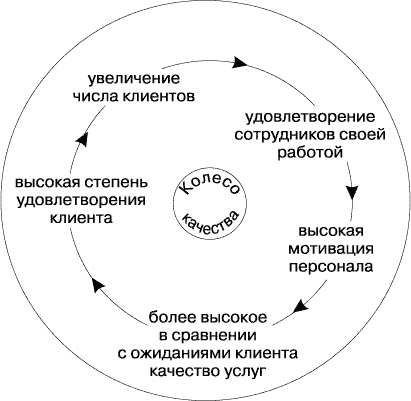 увеличение
числа клиентов
удовлетворение
сотрудников своей
работой
высокая
мотивация
персонала
более высокое
в сравнении
с ожиданиями клиента
качество услуг
высокая степень
удовлетворения
клиента
Колесо
качества